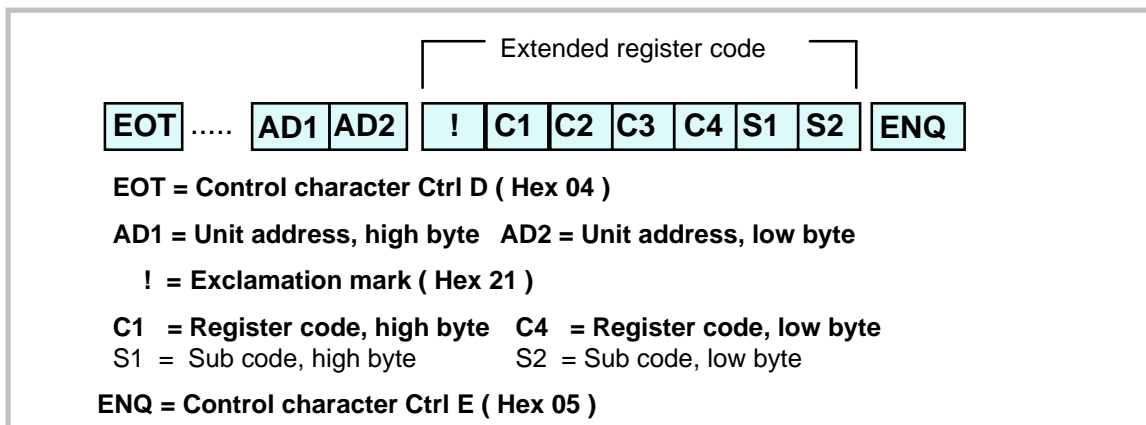 Extended register code
EOT ..... AD1 AD2 ! C1 C2 C3 C4 S1 S2 ENQ
EOT = Control character Ctrl D ( Hex 04 )
AD1 = Unit address, high byte AD2 = Unit address, low byte
! = Exclamation mark ( Hex 21 )
C1 = Register code, high byte C4 = Register code, low byte
S1 = Sub code, high byte S2 = Sub code, low byte
ENQ = Control character Ctrl E ( Hex 05 )